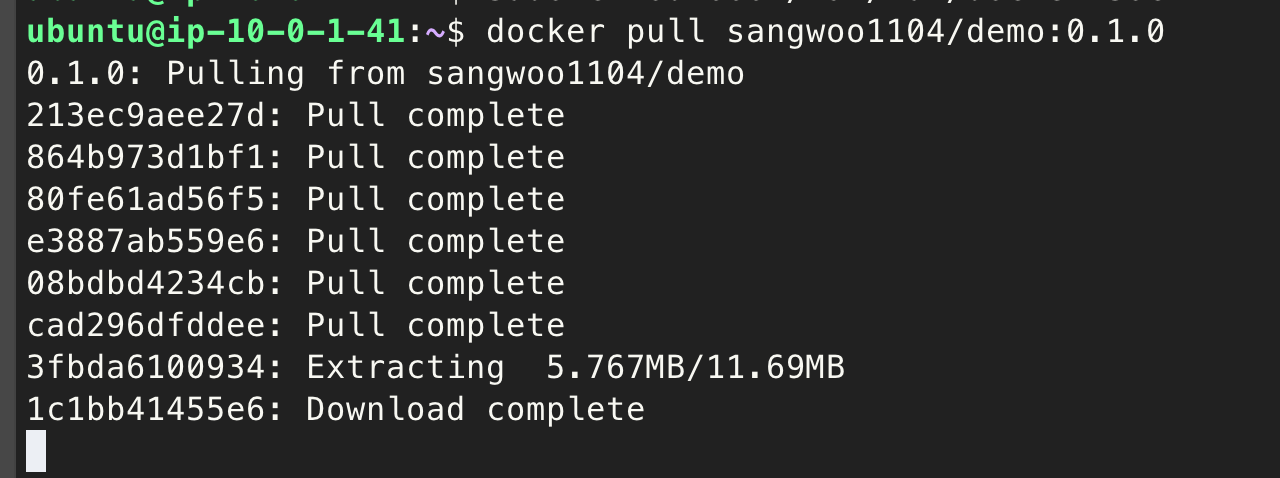 ubuntu@ip-10-0-1-41:~$ docker pull sangwoo1104/demo:0.1.0
0.1.0: Pulling from sangwoo1104/demo
213ec9aee27d: Pull complete
864b973d1bf1: Pull complete
80fe61ad56f5: Pull complete
e3887ab559e6: Pull complete
08bdbd4234cb: Pull complete
cad296dfddee: Pull complete
3fbda6100934: Extracting  5.767MB/11.69MB
1c1bb41455e6: Download complete